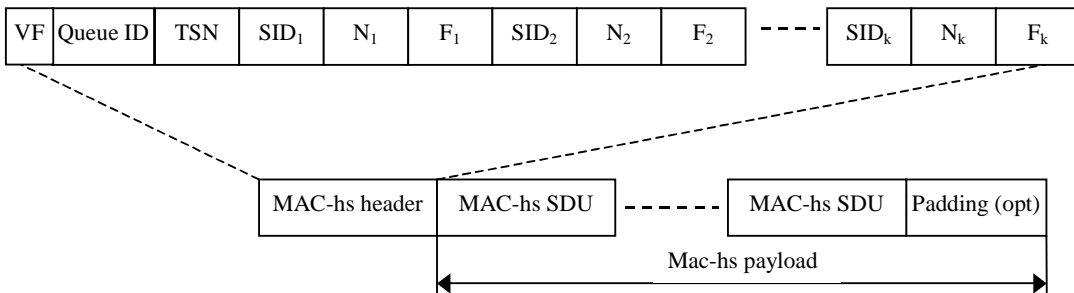 VF Queue ID TSN SID₁ N₁ F₁ SID₂ N₂ F₂ SIDₖ Nₖ Fₖ
MAC-hs header MAC-hs SDU MAC-hs SDU Padding (opt)
Mac-hs payload